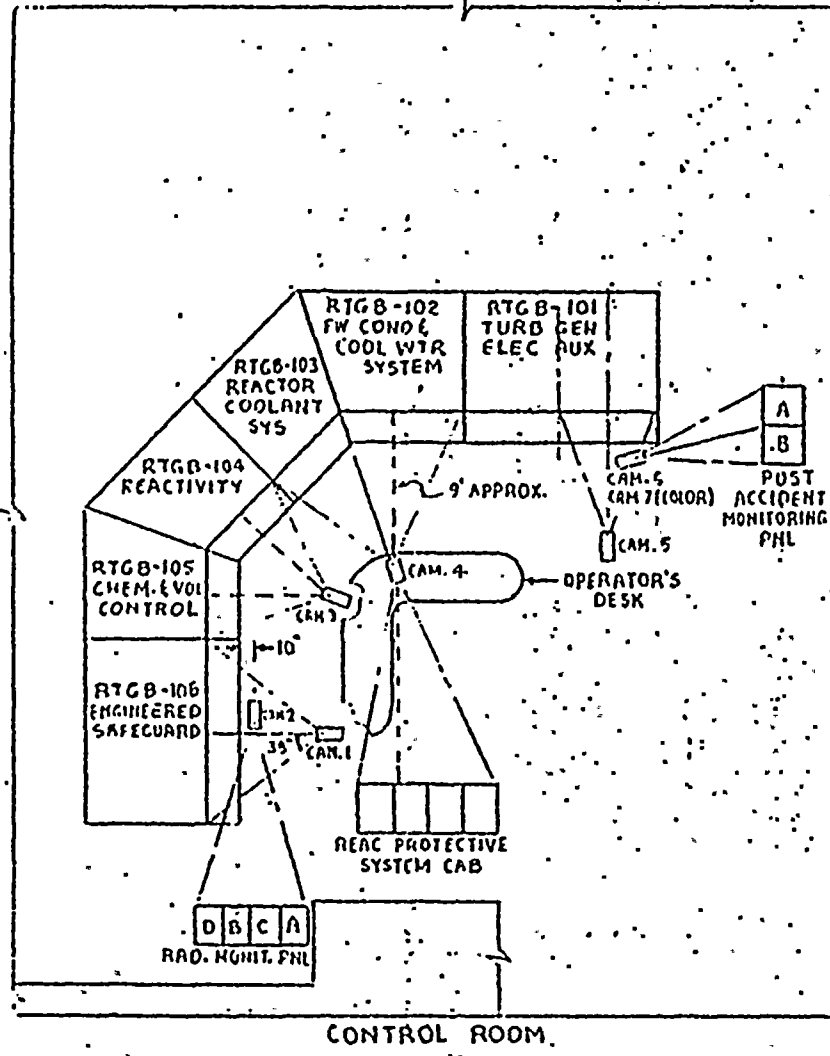 RTGB-102
FW COND &
COOL WTR
SYSTEM
RTGB-101
TURB GEN
ELEC AUX
RTGB-103
REACTOR
COOLANT
SYS
A
B
POST
ACCIDENT
MONITORING
PNL
RTGB-104
REACTIVITY
9' APPROX.
CAM. 7 (COLOR)
CAM. 5
RTGB-105
CHEM. & VOL
CONTROL
CAM. 4
OPERATOR'S
DESK
10"
RTGB-106
ENGINEERED
SAFEGUARD
CAM. 1
REAC PROTECTIVE
SYSTEM CAB
D B C A
RAD. MONIT. PNL
CONTROL ROOM